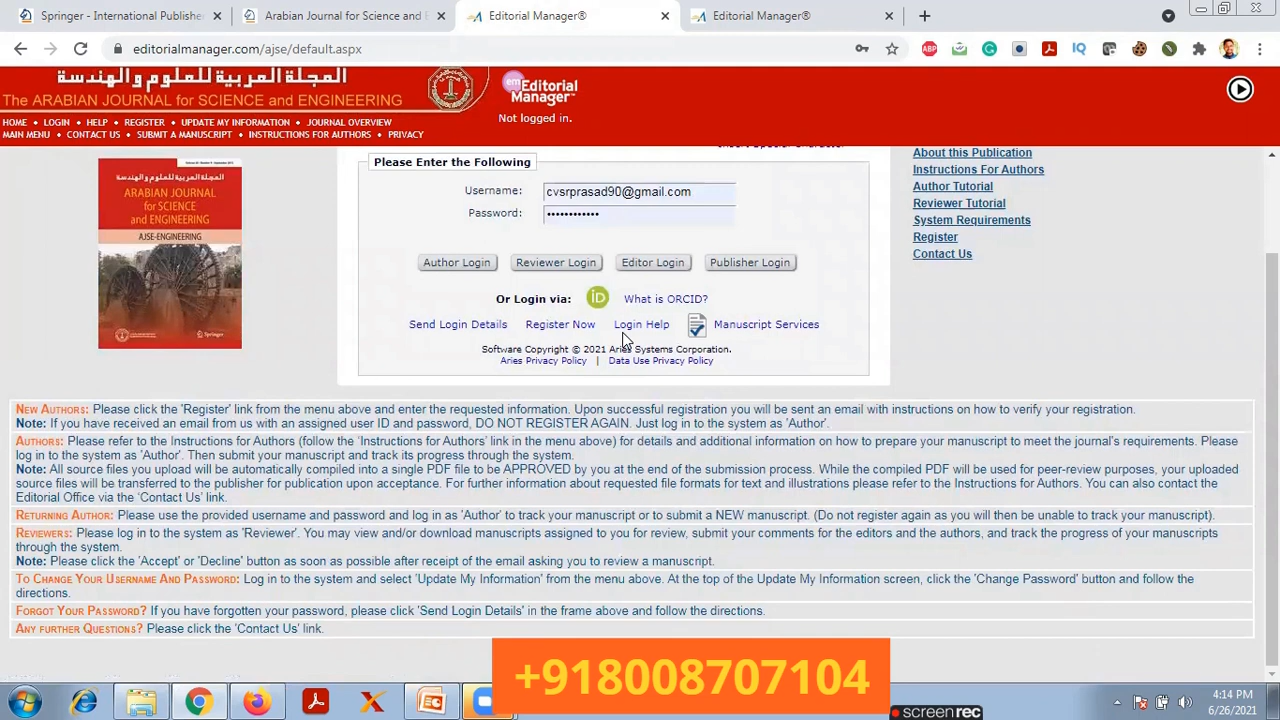 Springer - International Publisher
Arabian Journal for Science and E
Editorial Manager®
Editorial Manager®
editorialmanager.com/ajse/default.aspx
ABP
IQ
المجلة العربية للعلوم والهندسة
The ARABIAN JOURNAL for SCIENCE and ENGINEERING
em Editorial
Manager®
Not logged in.
HOME • LOGIN • HELP • REGISTER • UPDATE MY INFORMATION • JOURNAL OVERVIEW
MAIN MENU • CONTACT US • SUBMIT A MANUSCRIPT • INSTRUCTIONS FOR AUTHORS • PRIVACY
المجلة العربية للعلوم والهندسة
ARABIAN JOURNAL
for SCIENCE
and ENGINEERING
AJSE-ENGINEERING
Springer
Insert Special Character
Please Enter the Following
Username: cvsrprasad90@gmail.com
Password: ••••••••••••
Author Login Reviewer Login Editor Login Publisher Login
Or Login via: iD What is ORCID?
Send Login Details Register Now Login Help Manuscript Services
Software Copyright © 2021 Aries Systems Corporation.
Aries Privacy Policy | Data Use Privacy Policy
About this Publication
Instructions For Authors
Author Tutorial
Reviewer Tutorial
System Requirements
Register
Contact Us
NEW AUTHORS: Please click the 'Register' link from the menu above and enter the requested information. Upon successful registration you will be sent an email with instructions on how to verify your registration.
Note: If you have received an email from us with an assigned user ID and password, DO NOT REGISTER AGAIN. Just log in to the system as 'Author'.
AUTHORS: Please refer to the Instructions for Authors (follow the 'Instructions for Authors' link in the menu above) for details and additional information on how to prepare your manuscript to meet the journal's requirements. Please
log in to the system as 'Author'. Then submit your manuscript and track its progress through the system.
Note: All source files you upload will be automatically compiled into a single PDF file to be APPROVED by you at the end of the submission process. While the compiled PDF will be used for peer-review purposes, your uploaded
source files will be transferred to the publisher for publication upon acceptance. For further information about requested file formats for text and illustrations please refer to the Instructions for Authors. You can also contact the
Editorial Office via the 'Contact Us' link.
RETURNING AUTHOR: Please use the provided username and password and log in as 'Author' to track your manuscript or to submit a NEW manuscript. (Do not register again as you will then be unable to track your manuscript).
REVIEWERS: Please log in to the system as 'Reviewer'. You may view and/or download manuscripts assigned to you for review, submit your comments for the editors and the authors, and track the progress of your manuscripts
through the system.
Note: Please click the 'Accept' or 'Decline' button as soon as possible after receipt of the email asking you to review a manuscript.
TO CHANGE YOUR USERNAME AND PASSWORD: Log in to the system and select 'Update My Information' from the menu above. At the top of the Update My Information screen, click the 'Change Password' button and follow the
directions.
FORGOT YOUR PASSWORD? If you have forgotten your password, please click 'Send Login Details' in the frame above and follow the directions.
ANY FURTHER QUESTIONS? Please click the 'Contact Us' link.
+918008707104
4:14 PM
6/26/2021
screenrec